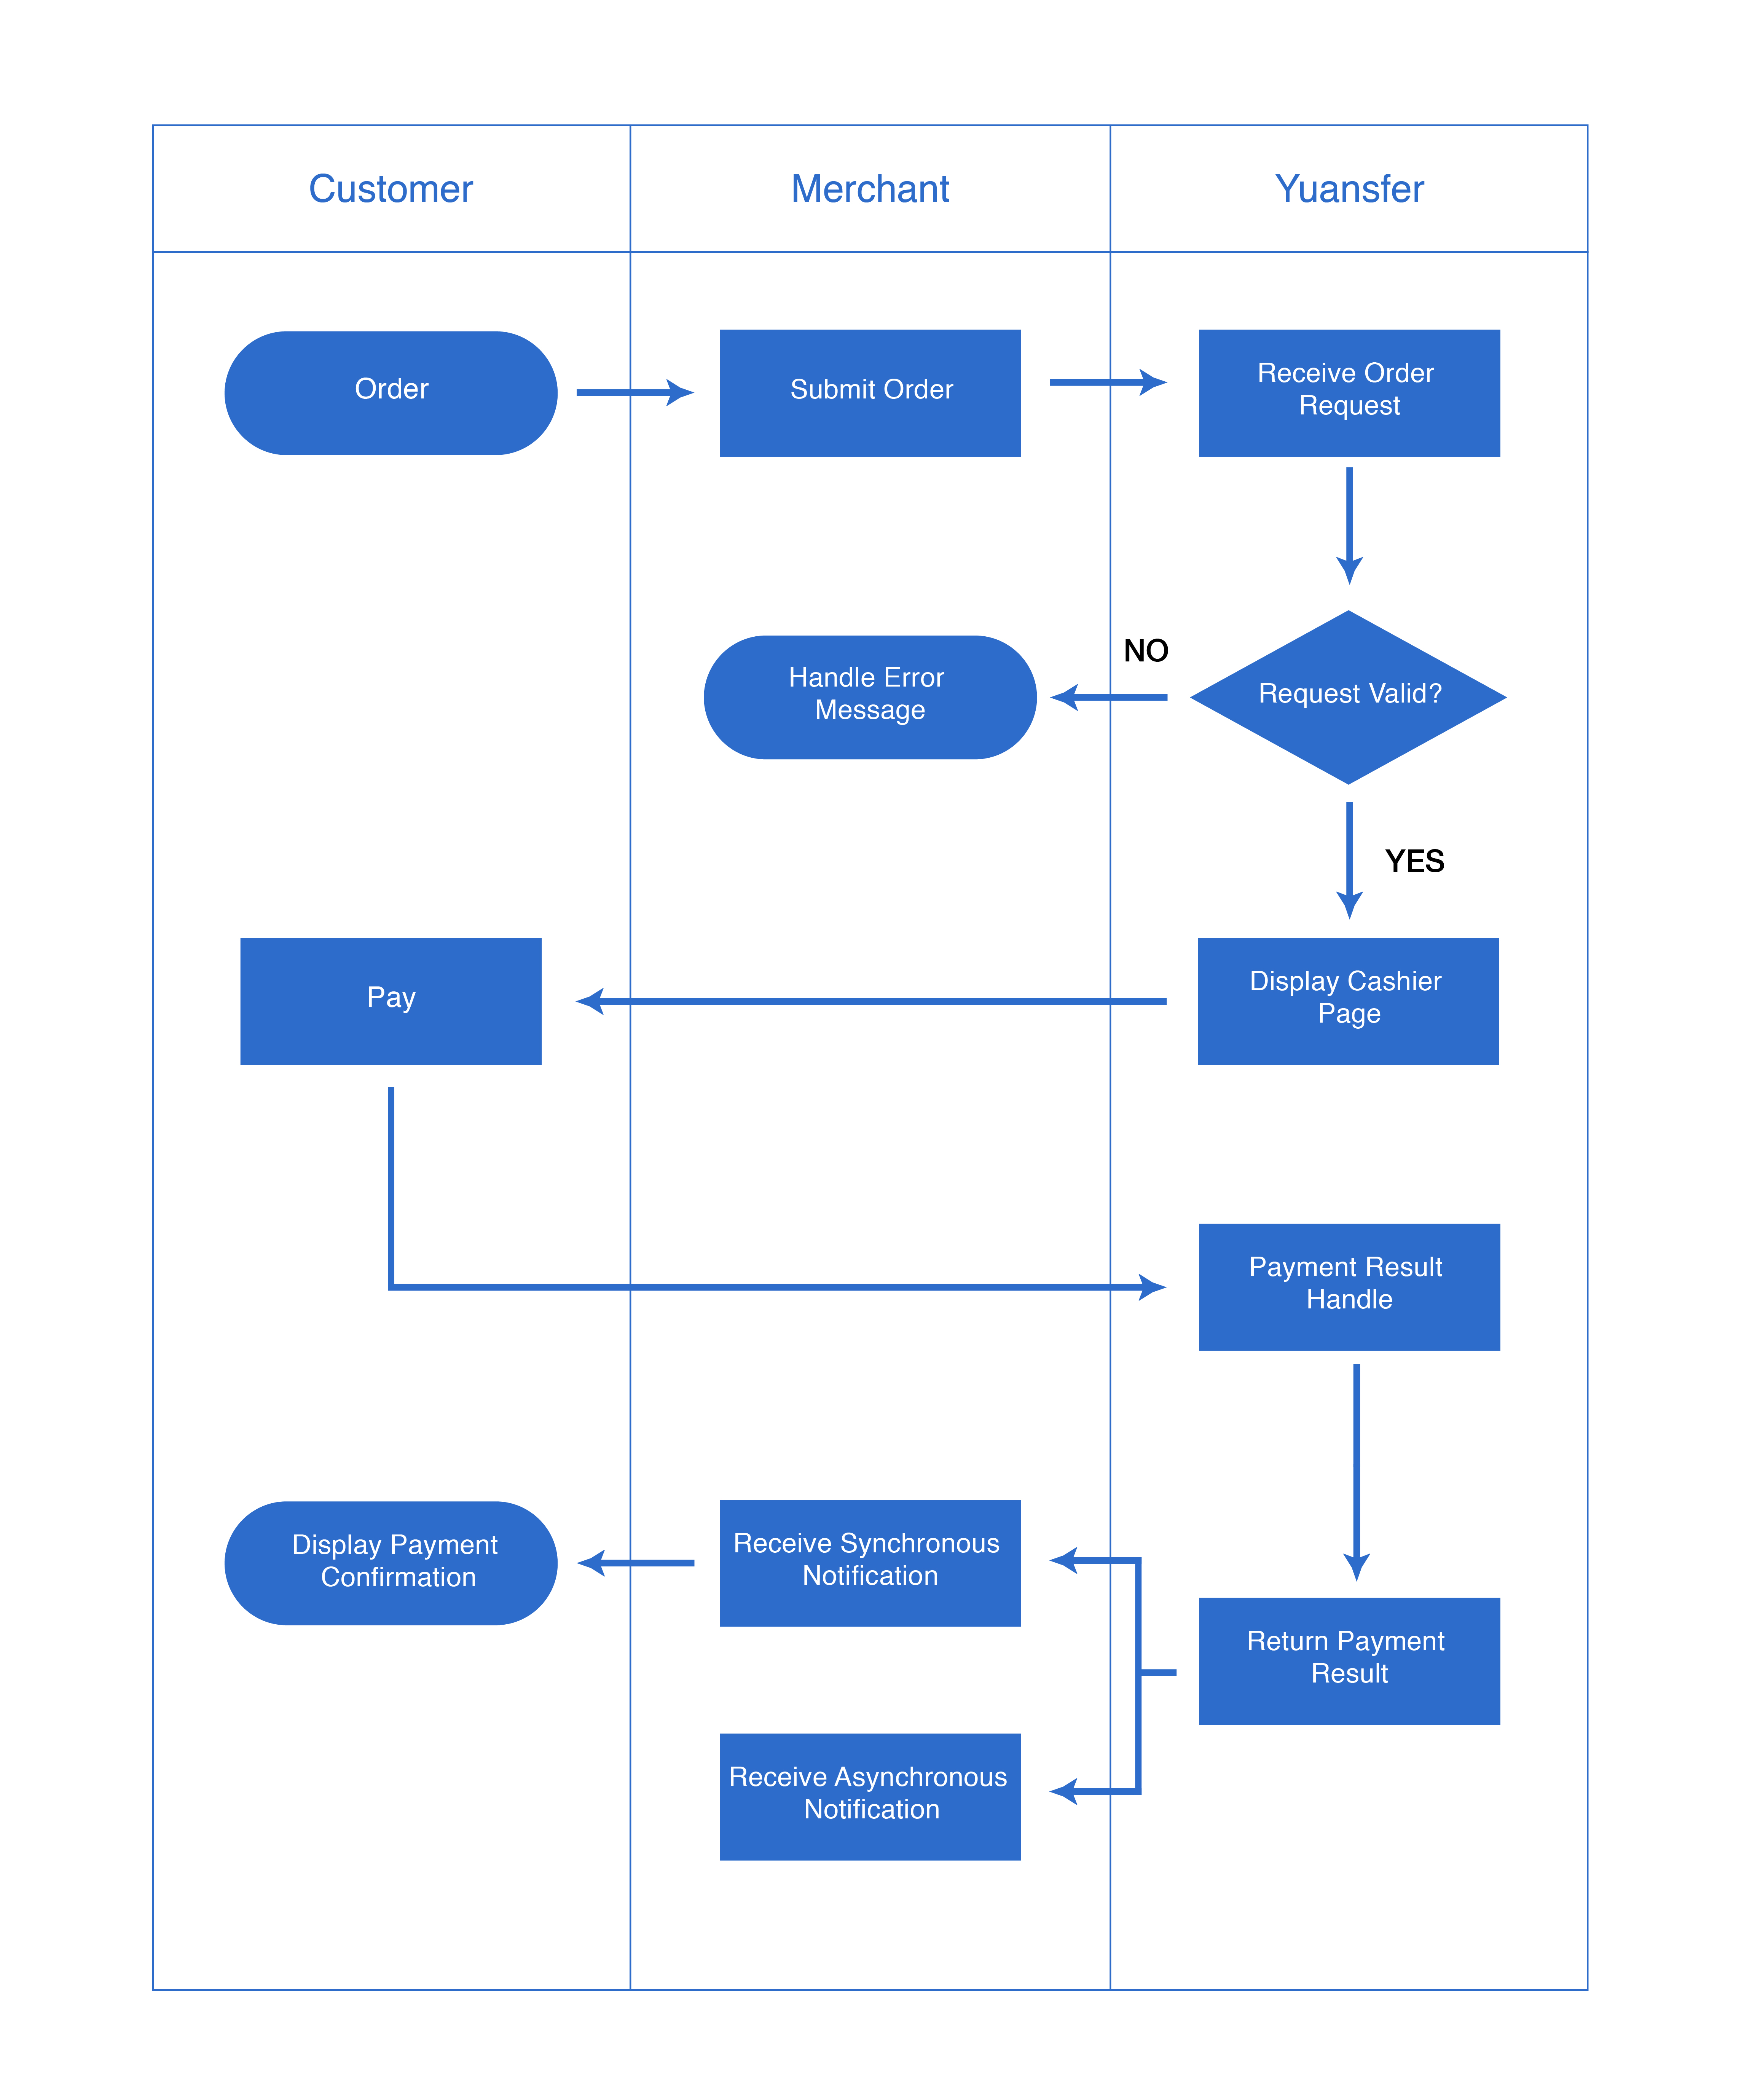 Customer
Merchant
Yuansfer
Order
Submit Order
Receive Order
Request
Handle Error
Message
NO
Request Valid?
YES
Pay
Display Cashier
Page
Payment Result
Handle
Display Payment
Confirmation
Receive Synchronous
Notification
Return Payment
Result
Receive Asynchronous
Notification